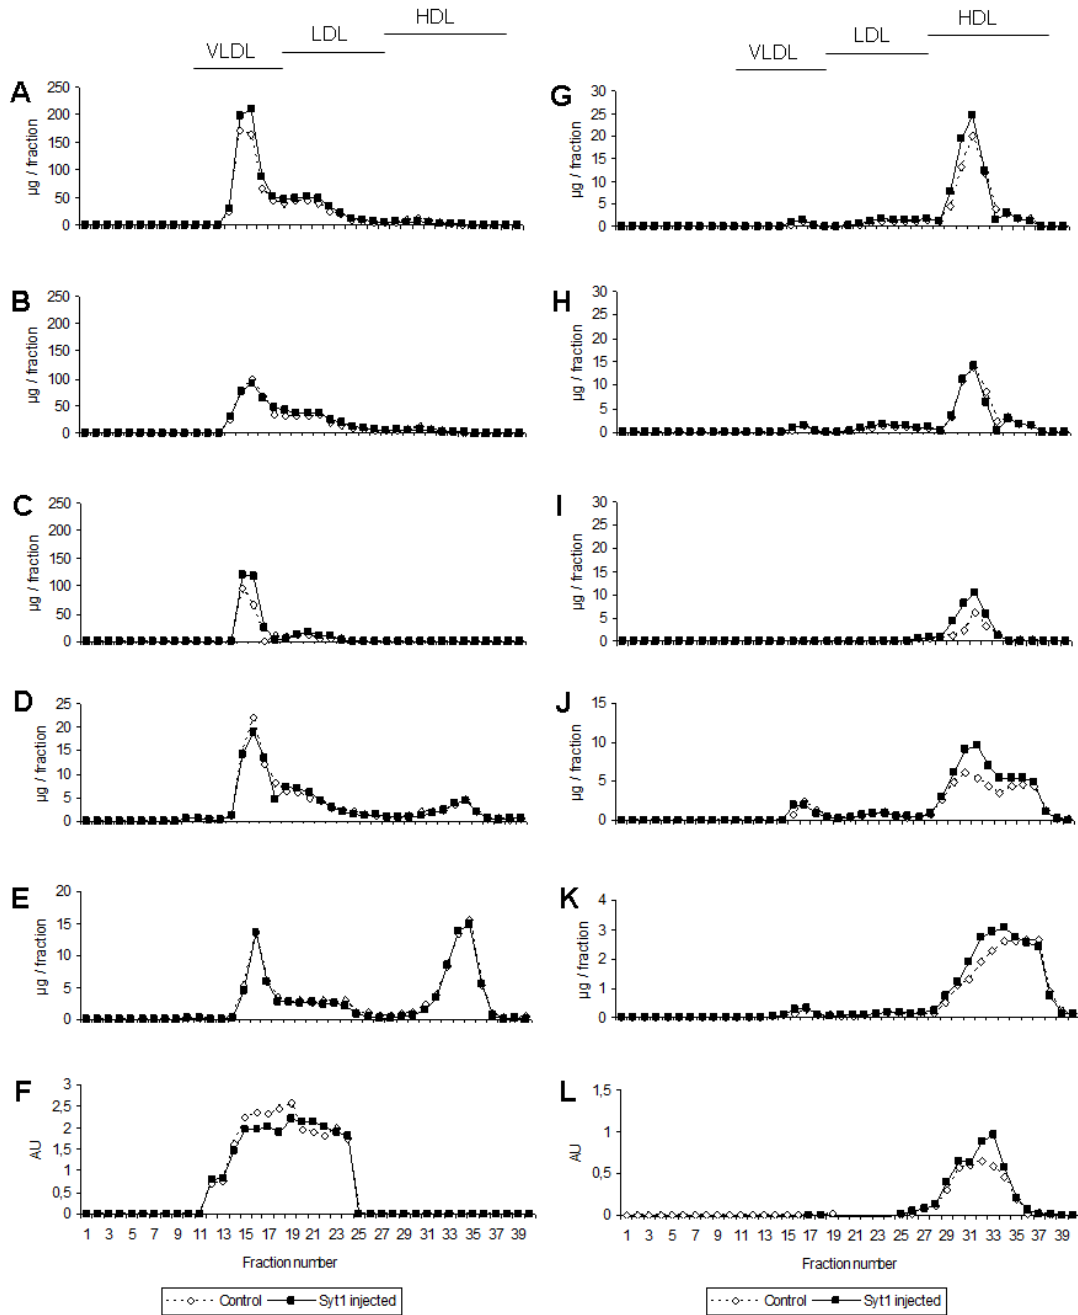 VLDL LDL HDL
VLDL LDL HDL
A
µg / fraction
250
200
150
100
50
0
G
µg / fraction
30
25
20
15
10
5
0
B
µg / fraction
250
200
150
100
50
0
H
µg / fraction
30
25
20
15
10
5
0
C
µg / fraction
250
200
150
100
50
0
I
µg / fraction
30
25
20
15
10
5
0
D
µg / fraction
25
20
15
10
5
0
J
µg / fraction
15
10
5
0
E
µg / fraction
20
15
10
5
0
K
µg / fraction
4
3
2
1
0
F
AU
3
2,5
2
1,5
1
0,5
0
1 3 5 7 9 11 13 15 17 19 21 23 25 27 29 31 33 35 37 39
Fraction number
Control Syt1 injected
L
AU
1,5
1
0,5
0
1 3 5 7 9 11 13 15 17 19 21 23 25 27 29 31 33 35 37 39
Fraction number
Control Syt1 injected